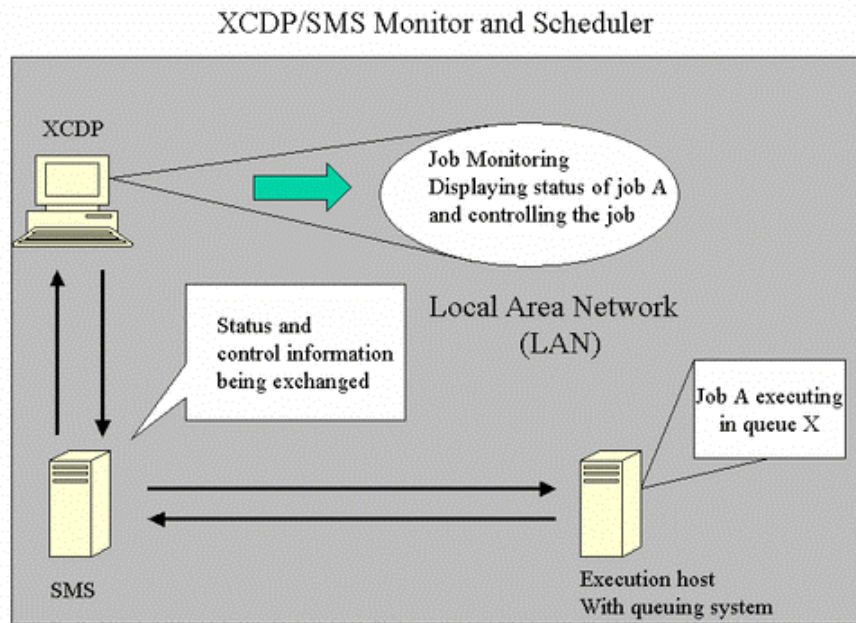 XCDP/SMS Monitor and Scheduler
XCDP
Job Monitoring
Displaying status of job A
and controlling the job
Status and
control information
being exchanged
Local Area Network
(LAN)
Job A executing
in queue X
SMS
Execution host
With queuing system